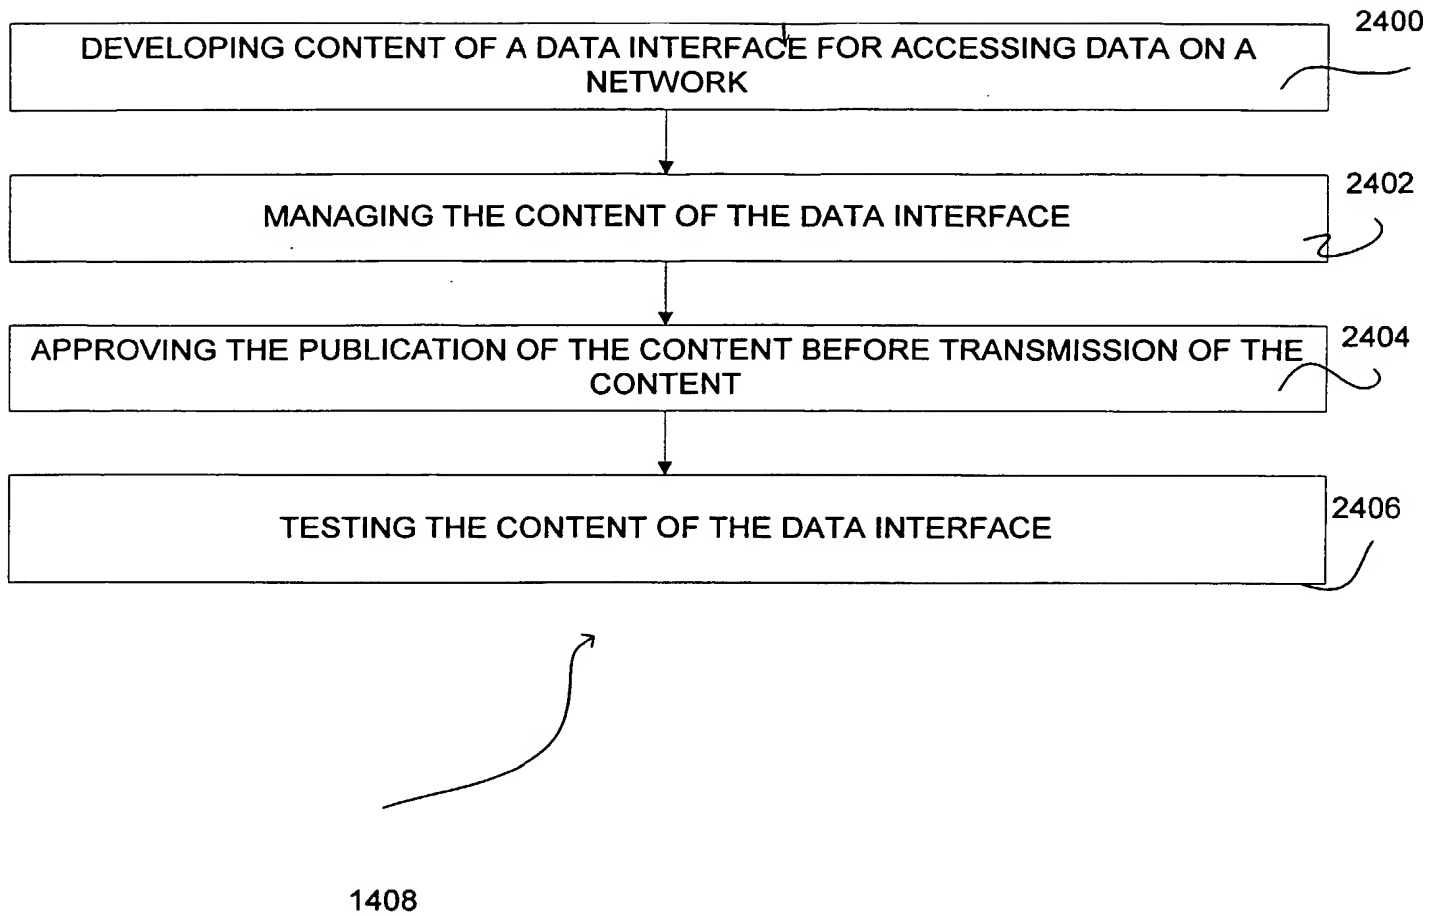 2400
DEVELOPING CONTENT OF A DATA INTERFACE FOR ACCESSING DATA ON A
NETWORK
2402
MANAGING THE CONTENT OF THE DATA INTERFACE
2404
APPROVING THE PUBLICATION OF THE CONTENT BEFORE TRANSMISSION OF THE
CONTENT
2406
TESTING THE CONTENT OF THE DATA INTERFACE
1408